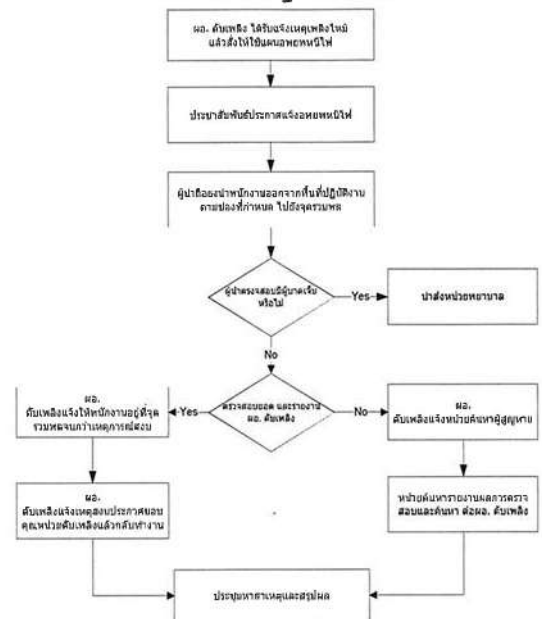 ผอ. ดับเพลิง ได้รับแจ้งเหตุเพลิงไหม้
แล้วสั่งให้ใช้แผนอพยพหนีไฟ
ประชาสัมพันธ์ประกาศแจ้งอพยพหนีไฟ
ผู้นำถือธงนำพนักงานออกจากพื้นที่ปฏิบัติงาน
ตามช่องที่กำหนด ไปยังจุดรวมพล
ผู้นำตรวจสอบมีผู้บาดเจ็บ
หรือไม่
Yes
นำส่งหน่วยพยาบาล
No
ตรวจสอบยอด และรายงาน
ผอ. ดับเพลิง
Yes
No
ผอ.
ดับเพลิงแจ้งให้พนักงานอยู่ที่จุด
รวมพลจนกว่าเหตุการณ์สงบ
ผอ.
ดับเพลิงแจ้งหน่วยค้นหาผู้สูญหาย
ผอ.
ดับเพลิงแจ้งเหตุสงบประกาศขอบ
คุณหน่วยดับเพลิงแล้วกลับทำงาน
หน่วยค้นหารายงานผลการตรวจ
สอบและค้นหา ต่อผอ. ดับเพลิง
ประชุมหาสาเหตุและสรุปผล